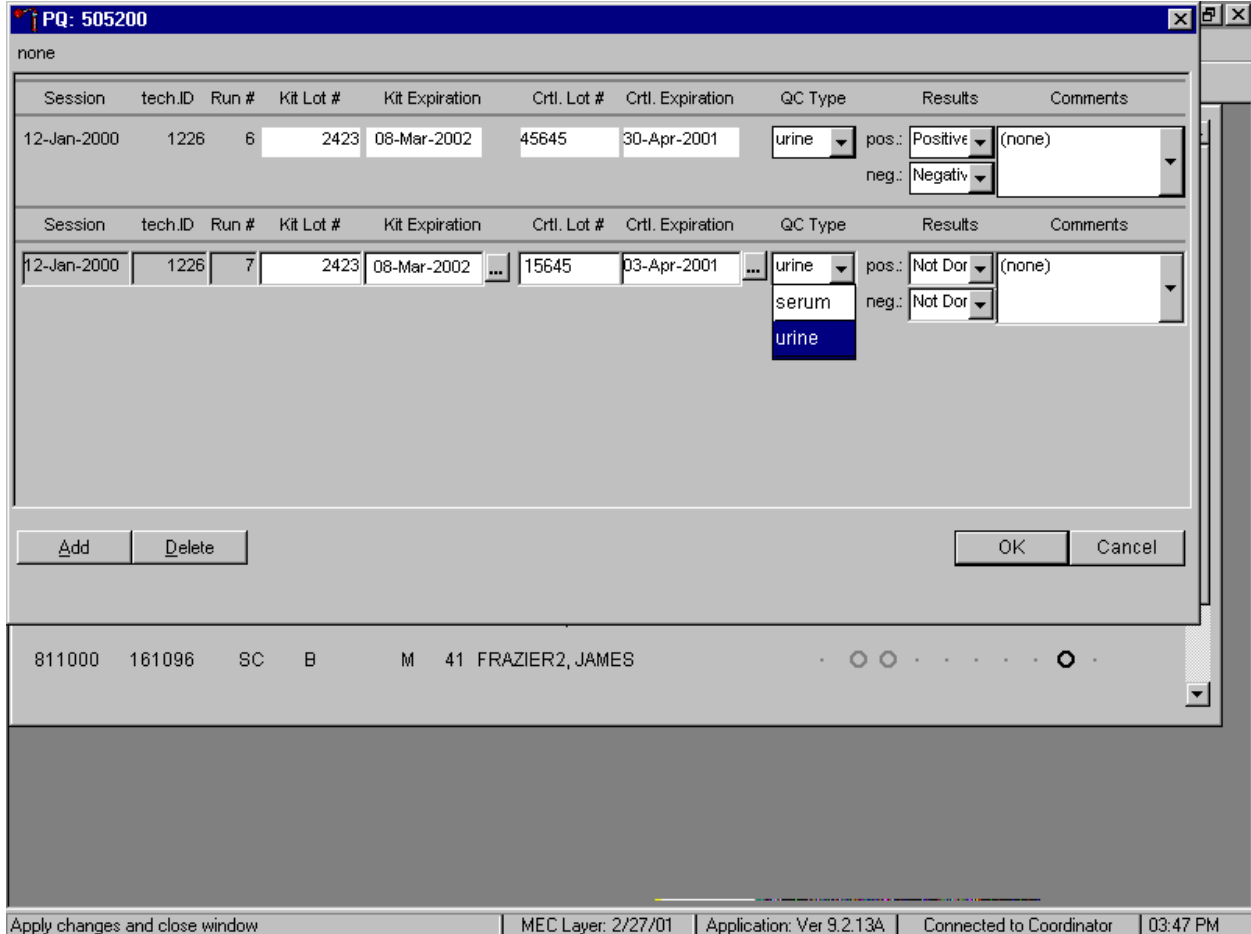 PQ: 505200
none
Session tech.ID Run # Kit Lot # Kit Expiration Crtl. Lot # Crtl. Expiration QC Type Results Comments
12-Jan-2000 1226 6 2423 08-Mar-2002 45645 30-Apr-2001 urine pos.: Positive (none)
neg.: Negativ
Session tech.ID Run # Kit Lot # Kit Expiration Crtl. Lot # Crtl. Expiration QC Type Results Comments
12-Jan-2000 1226 7 2423 08-Mar-2002 ... 15645 03-Apr-2001 ... urine pos.: Not Dor (none)
serum neg.: Not Dor
urine
Add Delete OK Cancel
811000 161096 SC B M 41 FRAZIER2, JAMES
Apply changes and close window MEC Layer: 2/27/01 Application: Ver 9.2.13A Connected to Coordinator 03:47 PM